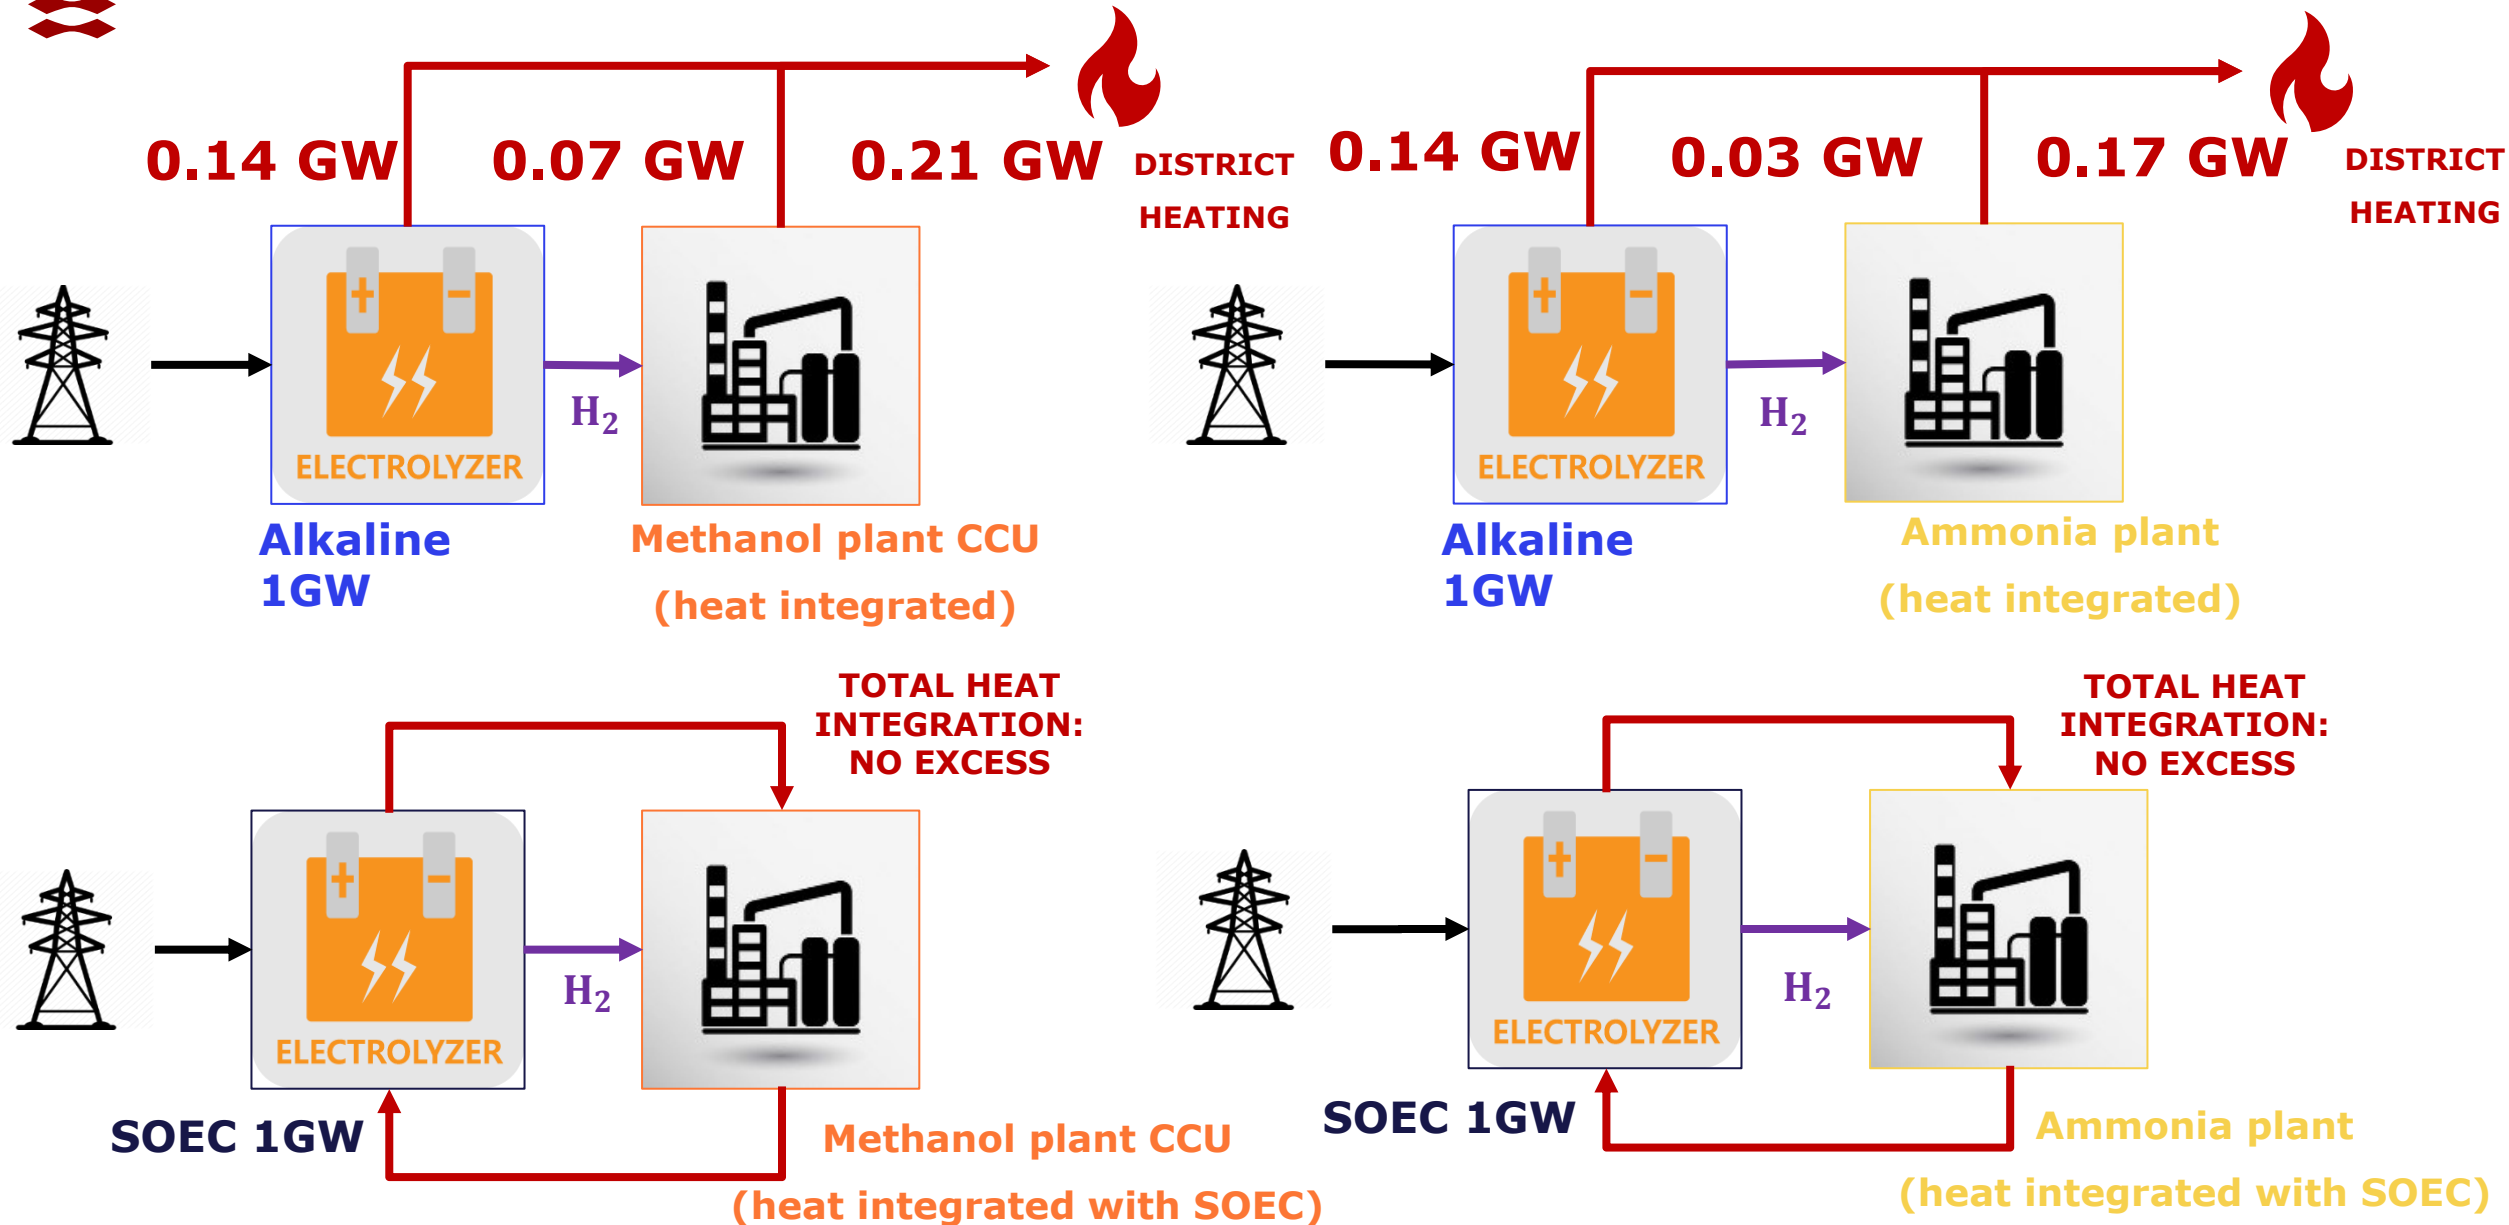 0.14 GW
0.07 GW
0.21 GW
DISTRICT
HEATING
+ −
ELECTROLYZER
H₂
Alkaline
1GW
Methanol plant CCU
(heat integrated)
0.14 GW
0.03 GW
0.17 GW
DISTRICT
HEATING
+ −
ELECTROLYZER
H₂
Alkaline
1GW
Ammonia plant
(heat integrated)
TOTAL HEAT
INTEGRATION:
NO EXCESS
+ −
ELECTROLYZER
H₂
SOEC 1GW
Methanol plant CCU
(heat integrated with SOEC)
TOTAL HEAT
INTEGRATION:
NO EXCESS
+ −
ELECTROLYZER
H₂
SOEC 1GW
Ammonia plant
(heat integrated with SOEC)